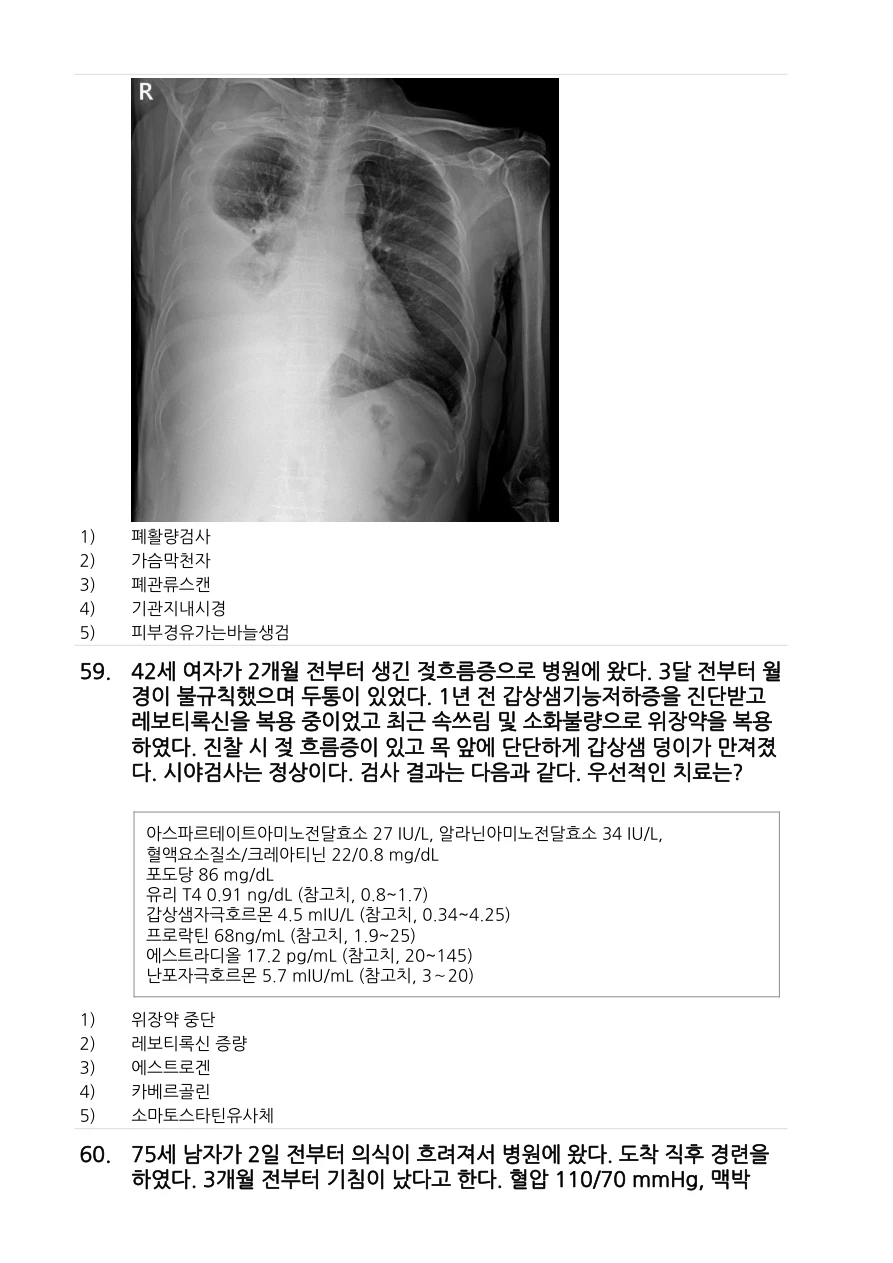 R
1) 폐활량검사
2) 가슴막천자
3) 폐관류스캔
4) 기관지내시경
5) 피부경유가는바늘생검
59. 42세 여자가 2개월 전부터 생긴 젖흐름증으로 병원에 왔다. 3달 전부터 월
경이 불규칙했으며 두통이 있었다. 1년 전 갑상샘기능저하증을 진단받고
레보티록신을 복용 중이었고 최근 속쓰림 및 소화불량으로 위장약을 복용
하였다. 진찰 시 젖 흐름증이 있고 목 앞에 단단하게 갑상샘 덩이가 만져졌
다. 시야검사는 정상이다. 검사 결과는 다음과 같다. 우선적인 치료는?
아스파르테이트아미노전달효소 27 IU/L, 알라닌아미노전달효소 34 IU/L,
혈액요소질소/크레아티닌 22/0.8 mg/dL
포도당 86 mg/dL
유리 T4 0.91 ng/dL (참고치, 0.8~1.7)
갑상샘자극호르몬 4.5 mIU/L (참고치, 0.34~4.25)
프로락틴 68ng/mL (참고치, 1.9~25)
에스트라디올 17.2 pg/mL (참고치, 20~145)
난포자극호르몬 5.7 mIU/mL (참고치, 3~20)
1) 위장약 중단
2) 레보티록신 증량
3) 에스트로겐
4) 카베르골린
5) 소마토스타틴유사체
60. 75세 남자가 2일 전부터 의식이 흐려져서 병원에 왔다. 도착 직후 경련을
하였다. 3개월 전부터 기침이 났다고 한다. 혈압 110/70 mmHg, 맥박